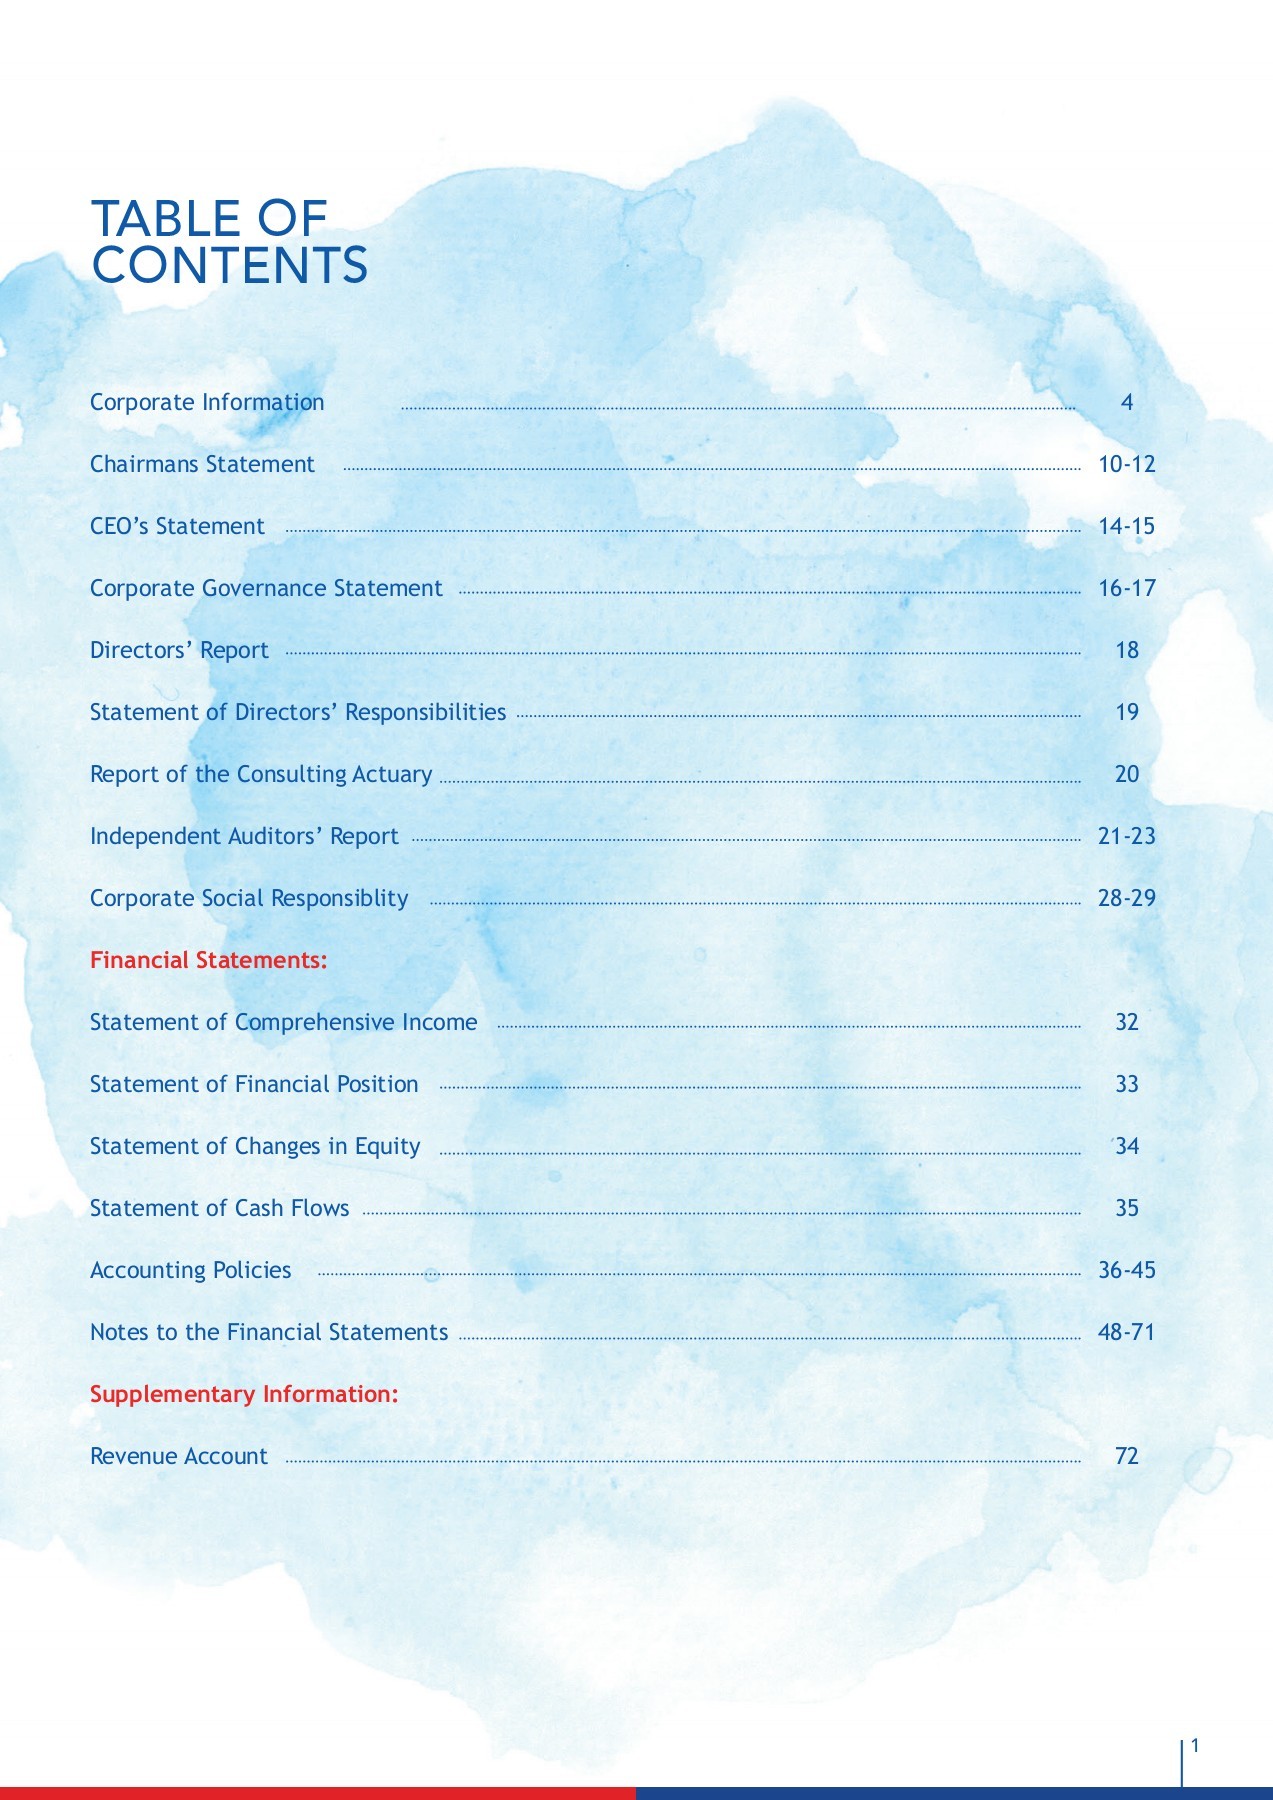 TABLE OF
CONTENTS
Corporate Information 4
Chairmans Statement 10-12
CEO’s Statement 14-15
Corporate Governance Statement 16-17
Directors’ Report 18
Statement of Directors’ Responsibilities 19
Report of the Consulting Actuary 20
Independent Auditors’ Report 21-23
Corporate Social Responsiblity 28-29
Financial Statements:
Statement of Comprehensive Income 32
Statement of Financial Position 33
Statement of Changes in Equity 34
Statement of Cash Flows 35
Accounting Policies 36-45
Notes to the Financial Statements 48-71
Supplementary Information:
Revenue Account 72
1